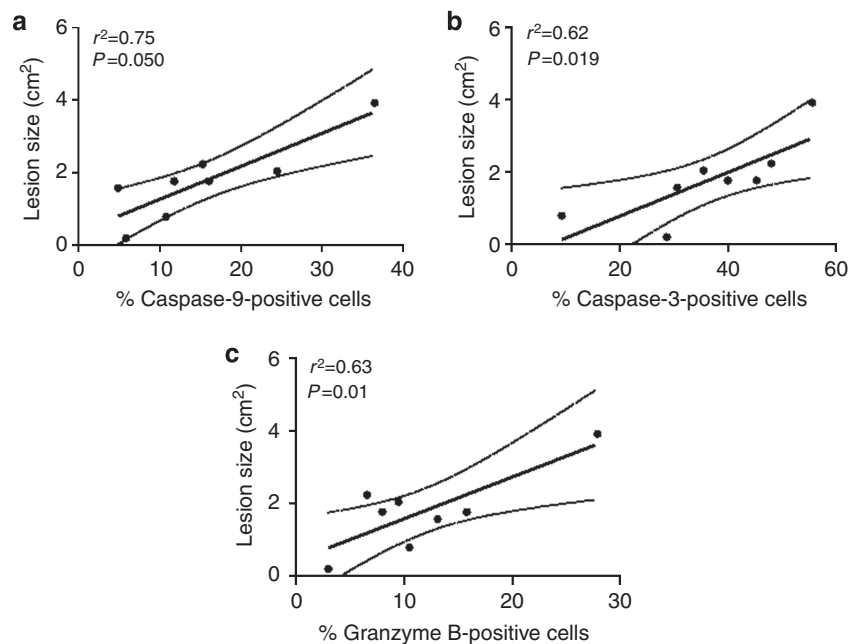 a
r²=0.75
P=0.050
Lesion size (cm²)
6
4
2
0
0 10 20 30 40
% Caspase-9-positive cells
b
r²=0.62
P=0.019
Lesion size (cm²)
6
4
2
0
0 20 40 60
% Caspase-3-positive cells
c
r²=0.63
P=0.01
Lesion size (cm²)
6
4
2
0
0 10 20 30
% Granzyme B-positive cells